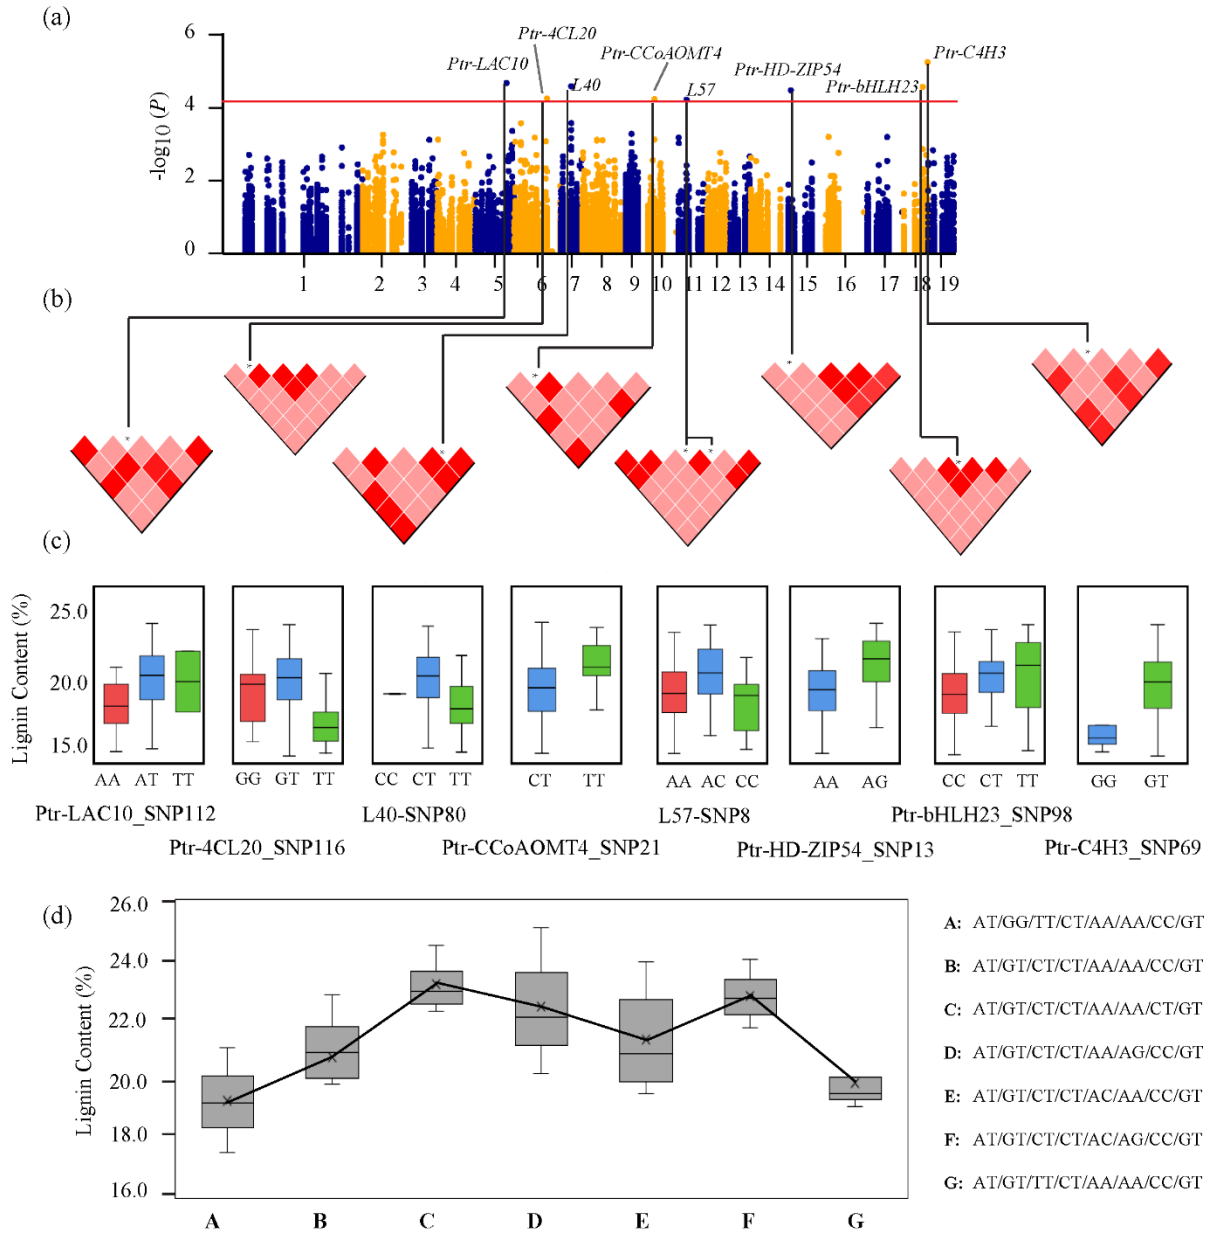 (a)
6
4
2
0
-log10 (P)
Ptr-4CL20
Ptr-LAC10
L40
Ptr-CCoAOMT4
L57
Ptr-HD-ZIP54
Ptr-bHLH23
Ptr-C4H3
1 2 3 4 5 6 7 8 9 10 11 12 13 14 15 16 17 18 19
(b)
* * * * * * * * *
(c)
Lignin Content (%)
25.0
20.0
15.0
AA AT TT GG GT TT CC CT TT CT TT AA AC CC AA AG CC CT TT GG GT
Ptr-LAC10_SNP112 L40-SNP80 L57-SNP8 Ptr-bHLH23_SNP98
Ptr-4CL20_SNP116 Ptr-CCoAOMT4_SNP21 Ptr-HD-ZIP54_SNP13 Ptr-C4H3_SNP69
(d)
Lignin Content (%)
26.0
24.0
22.0
20.0
18.0
16.0
A B C D E F G
A: AT/GG/TT/CT/AA/AA/CC/GT
B: AT/GT/CT/CT/AA/AA/CC/GT
C: AT/GT/CT/CT/AA/AA/CT/GT
D: AT/GT/CT/CT/AA/AG/CC/GT
E: AT/GT/CT/CT/AC/AA/CC/GT
F: AT/GT/CT/CT/AC/AG/CC/GT
G: AT/GT/TT/CT/AA/AA/CC/GT